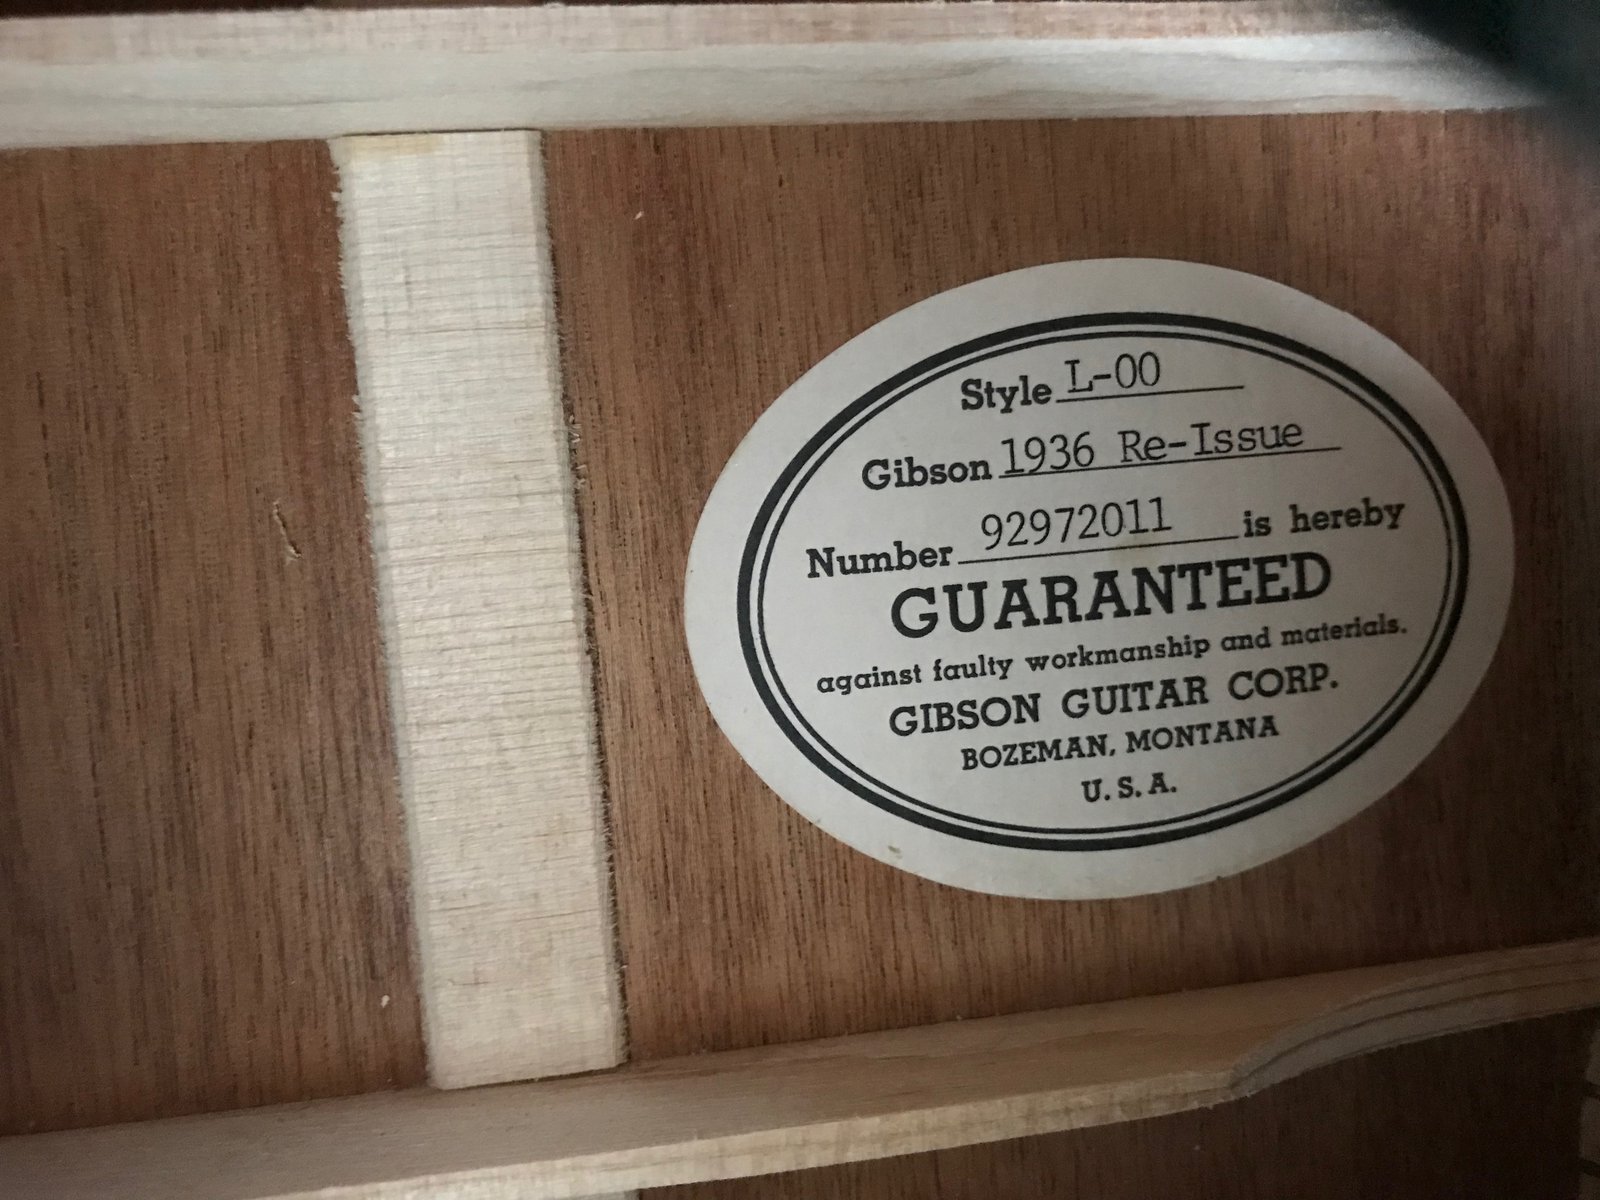 Style L-00
Gibson 1936 Re-Issue
Number 92972011 is hereby
GUARANTEED
against faulty workmanship and materials.
GIBSON GUITAR CORP.
BOZEMAN, MONTANA
U. S. A.